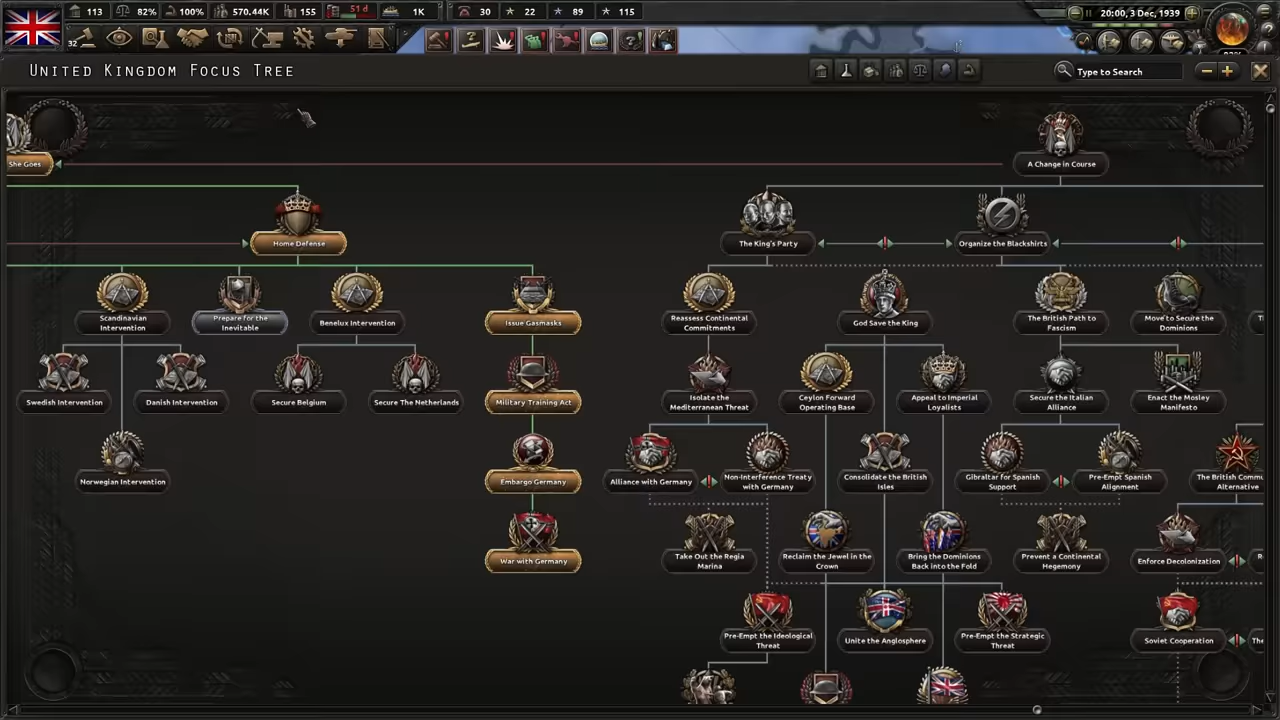 113 82% 100% 570.44K 155 51 d 1K 30 22 89 115 20:00, 3 Dec, 1939
32
United Kingdom Focus Tree
Type to Search
She Goes
A Change in Course
Home Defense
The King's Party
Organize the Blackshirts
Scandinavian
Intervention
Prepare for the
Inevitable
Benelux Intervention
Issue Gasmasks
Reassess Continental
Commitments
God Save the King
The British Path to
Fascism
Move to Secure the
Dominions
Swedish Intervention
Danish Intervention
Secure Belgium
Secure The Netherlands
Military Training Act
Isolate the
Mediterranean Threat
Ceylon Forward
Operating Base
Appeal to Imperial
Loyalists
Secure the Italian
Alliance
Enact the Mosley
Manifesto
Norwegian Intervention
Embargo Germany
Alliance with Germany
Non-Interference Treaty
with Germany
Consolidate the British
Isles
Gibraltar for Spanish
Support
Pre-Empt Spanish
Alignment
The British Commu
Alternative
War with Germany
Take Out the Regia
Marina
Reclaim the Jewel in the
Crown
Bring the Dominions
Back into the Fold
Prevent a Continental
Hegemony
Enforce Decolonization
Pre-Empt the Ideological
Threat
Unite the Anglosphere
Pre-Empt the Strategic
Threat
Soviet Cooperation